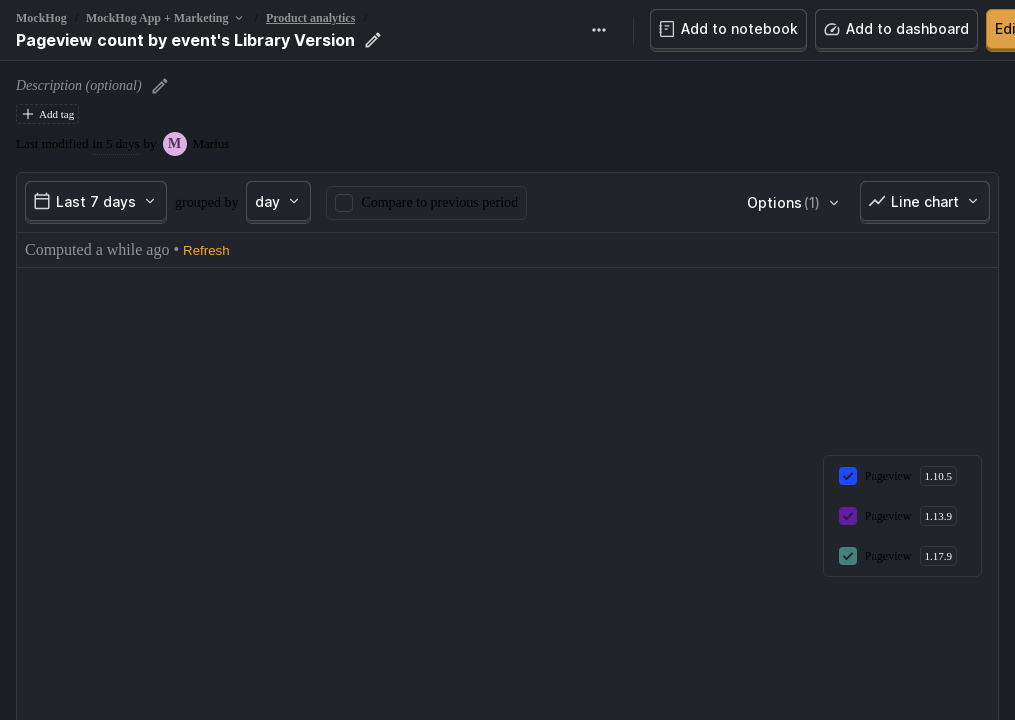 MockHog / MockHog App + Marketing / Product analytics /
Pageview count by event's Library Version
Add to notebook
Add to dashboard
Edi
Description (optional)
Add tag
Last modified in 5 days by M Marius
Last 7 days grouped by day Compare to previous period Options (1) Line chart
Computed a while ago • Refresh
Pageview 1.10.5
Pageview 1.13.9
Pageview 1.17.9